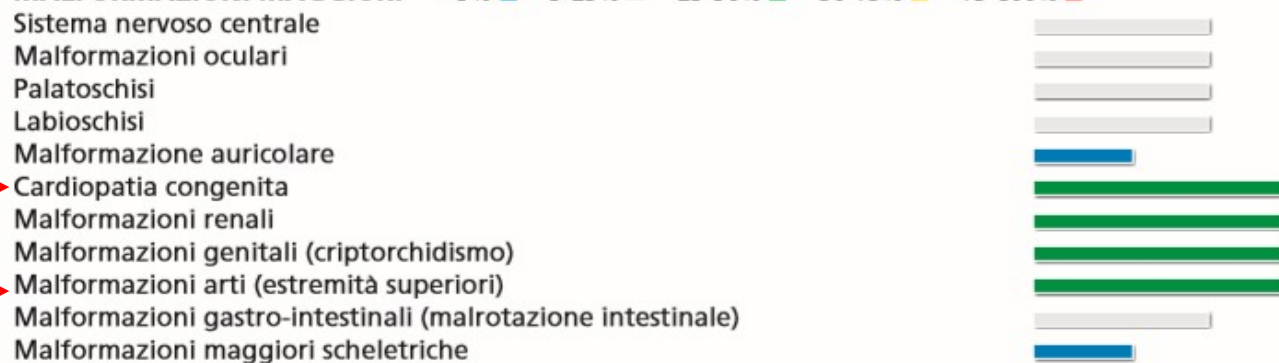 Sistema nervoso centrale
Malformazioni oculari
Palatoschisi
Labioschisi
Malformazione auricolare
Cardiopatia congenita
Malformazioni renali
Malformazioni genitali (criptorchidismo)
Malformazioni arti (estremità superiori)
Malformazioni gastro-intestinali (malrotazione intestinale)
Malformazioni maggiori scheletriche